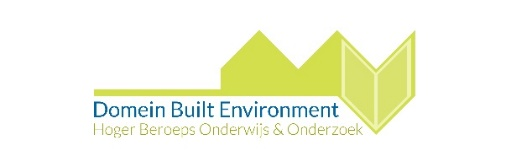 Domein Built Environment
Hoger Beroeps Onderwijs & Onderzoek